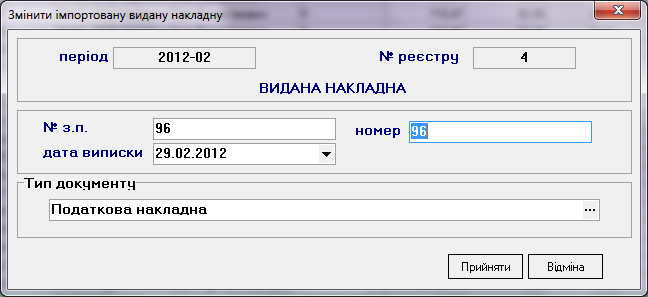 Змінити імпортовану видану накладну
період 2012-02 № реєстру 4
ВИДАНА НАКЛАДНА
№ з.п. 96 номер 96
дата виписки 29.02.2012
Тип документу
Податкова накладна ...
Прийняти Відміна